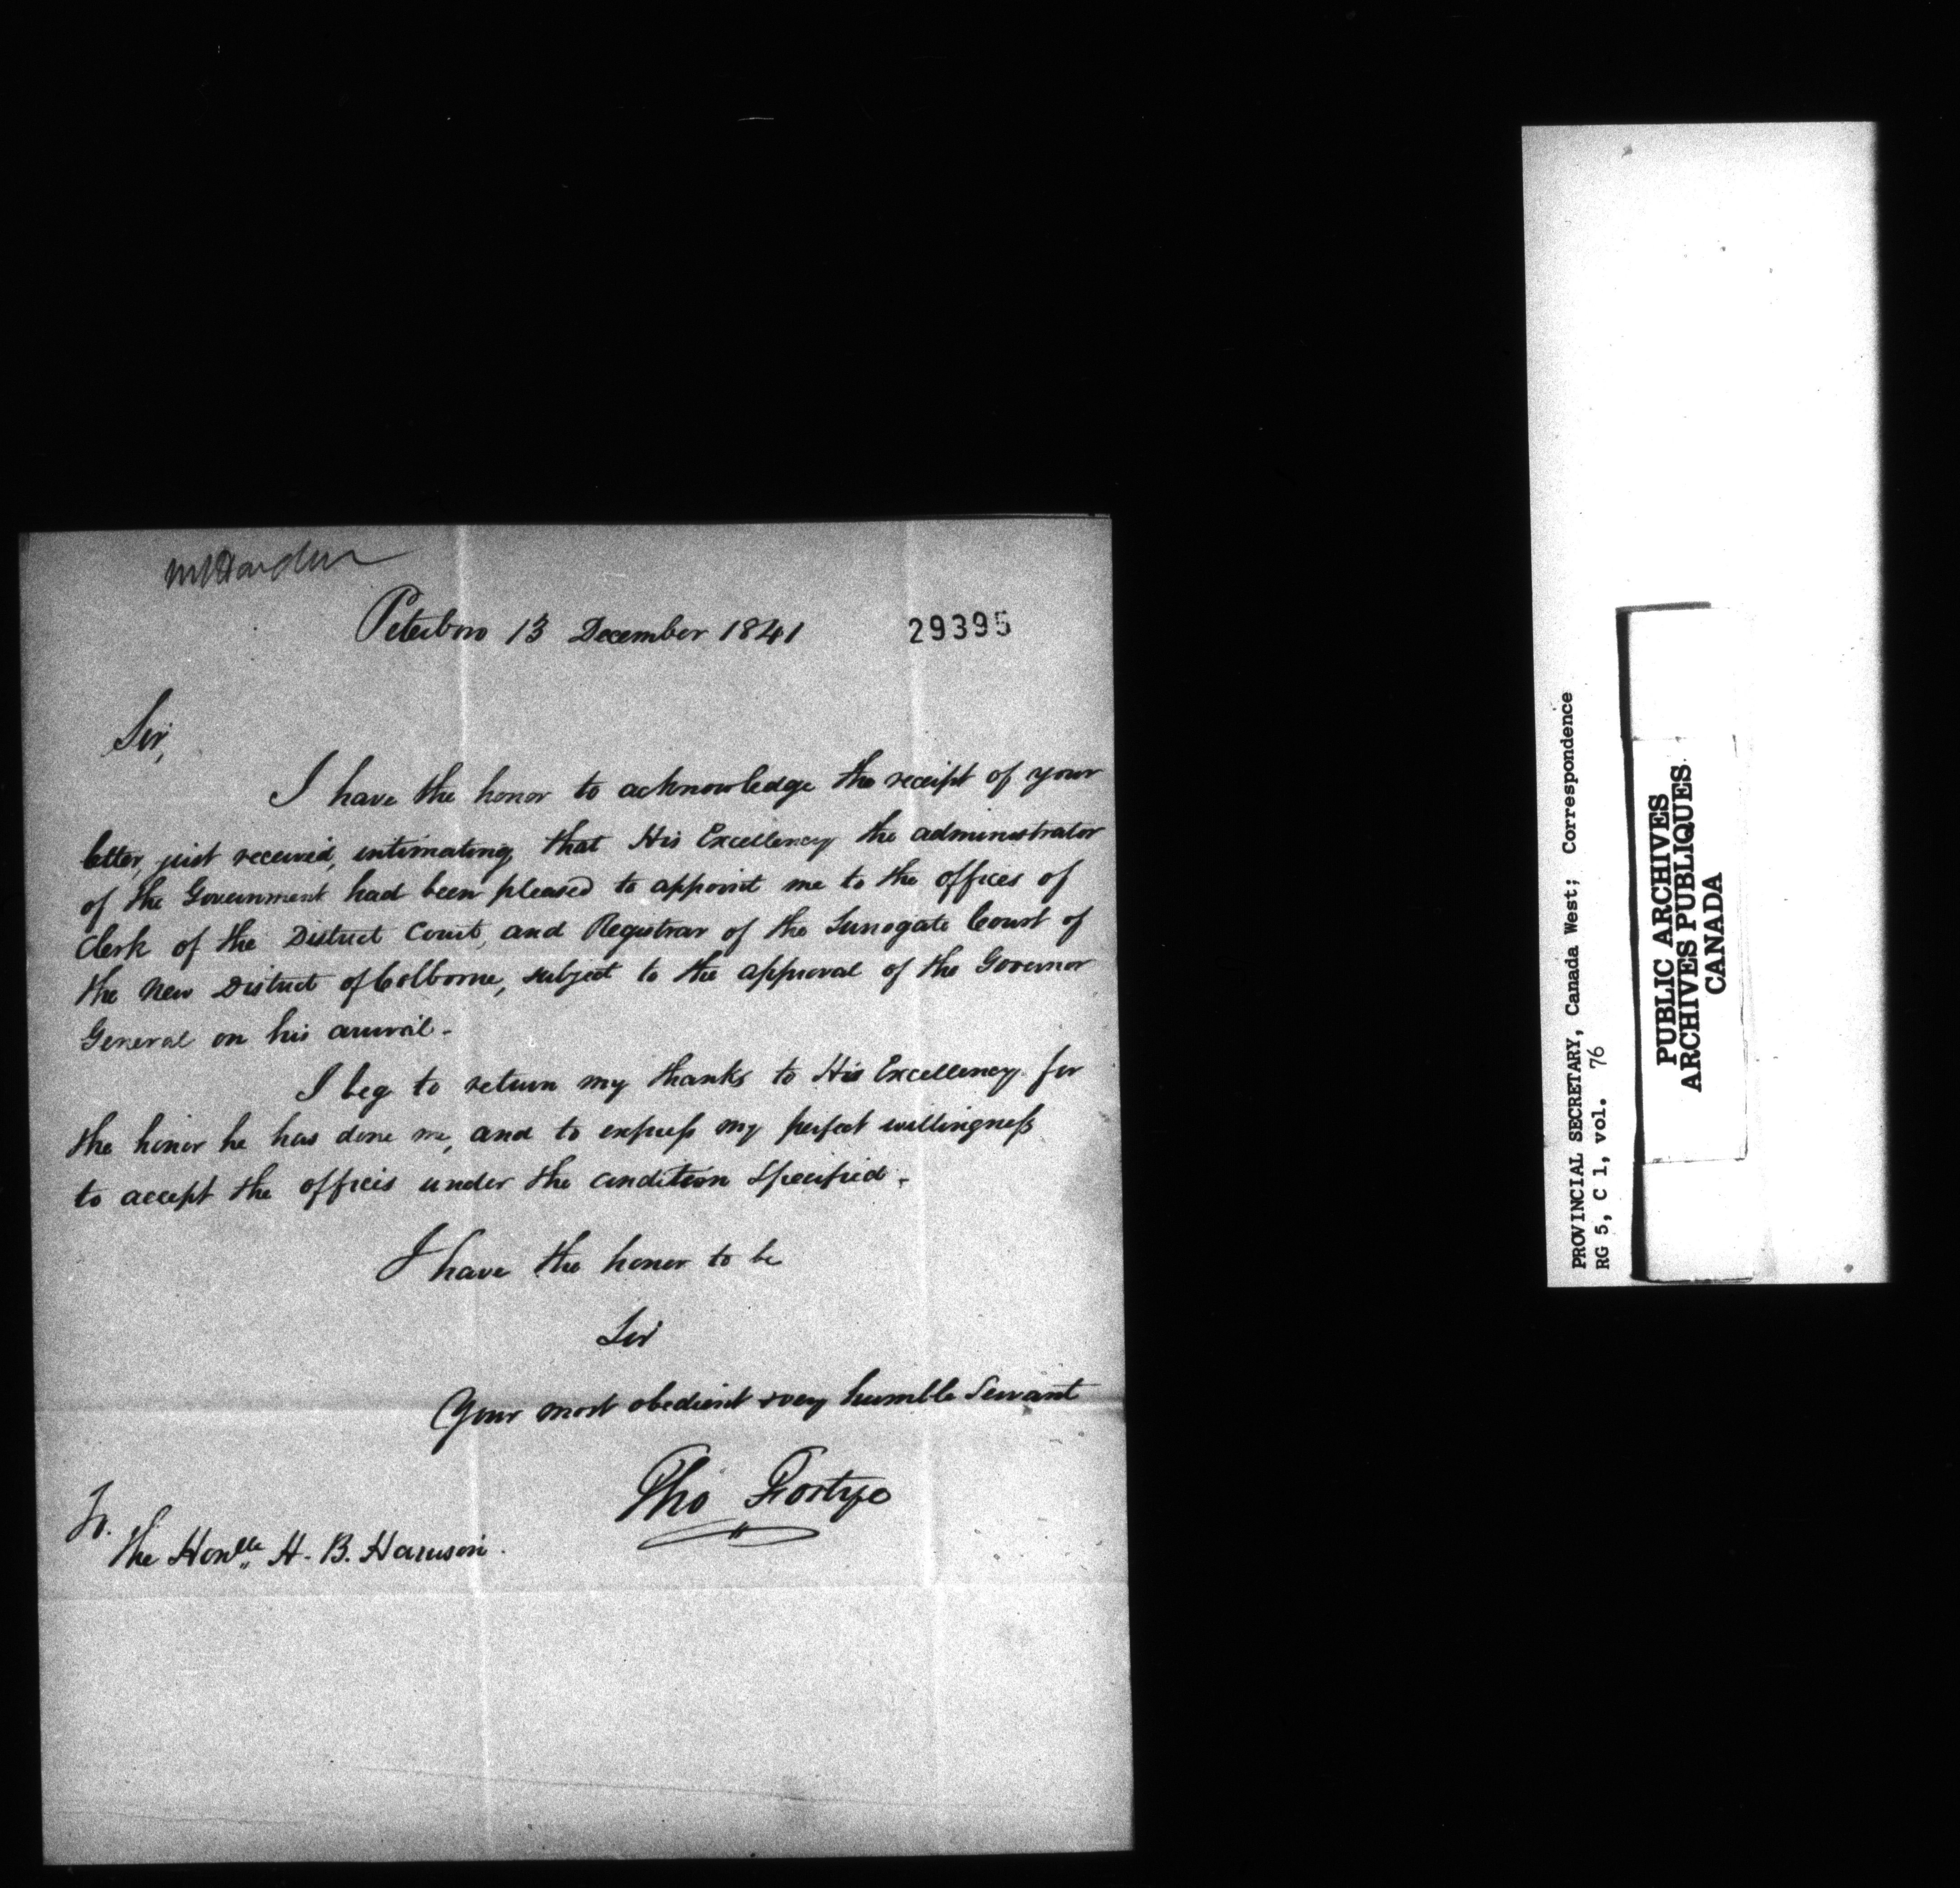 Peterboro 13 December 1841
29395
Sir,
I have the honor to acknowledge the receipt of your
letter, just received, intimating that His Excellency the administrator
of the Government had been pleased to appoint me to the offices of
Clerk of the District Court, and Registrar of the Surrogate Court of
the New District of Colborne, subject to the approval of the Governor
General on his arrival.
I beg to return my thanks to His Excellency for
the honor he has done me, and to express my perfect willingness
to accept the offices under the condition specified.
I have the honor to be
Sir
Your most obedient & very humble Servant
Tho Fortye
To.
The Honlle H. B. Harrison.
PROVINCIAL SECRETARY, Canada West; Correspondence
RG 5, C 1, vol. 76
PUBLIC ARCHIVES
ARCHIVES PUBLIQUES
CANADA